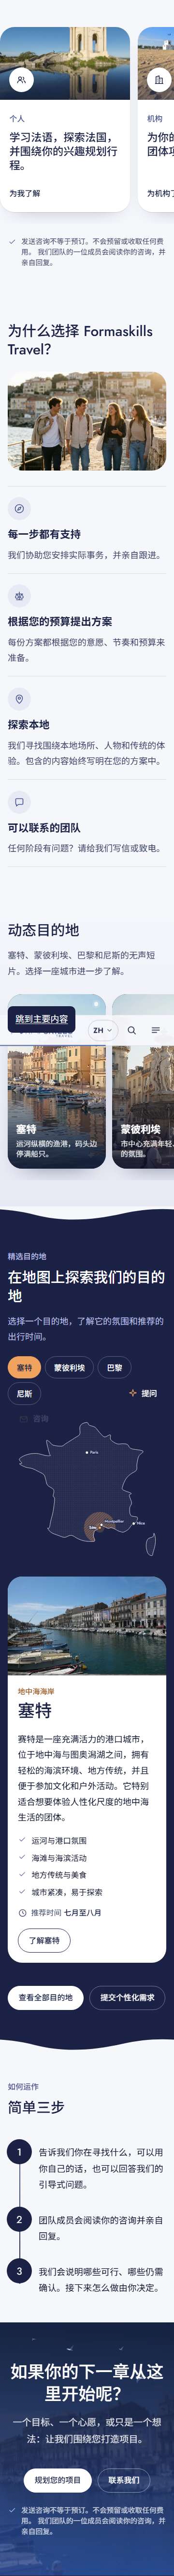 个人
学习法语，探索法国，
并围绕你的兴趣规划行
程。
为我了解
机构
为你的
团体项
为机构了
发送咨询不等于预订。不会预留或收取任何费
用。 我们团队的一位成员会阅读你的咨询，并
亲自回复。
为什么选择 Formaskills
Travel？
每一步都有支持
我们协助您安排实际事务，并亲自跟进。
根据您的预算提出方案
每份方案都根据您的意愿、节奏和预算来
准备。
探索本地
我们寻找围绕本地场所、人物和传统的体
验。包含的内容始终写明在您的方案中。
可以联系的团队
任何阶段有问题？请给我们写信或致电。
动态目的地
塞特、蒙彼利埃、巴黎和尼斯的无声短
片。选择一座城市进一步了解。
跳到主要内容
ZH
塞特
运河纵横的渔港，码头边
停满船只。
蒙彼利埃
市中心充满年轻、
的氛围。
精选目的地
在地图上探索我们的目的
地
选择一个目的地，了解它的氛围和推荐的
出行时间。
塞特
蒙彼利埃
巴黎
尼斯
提问
咨询
Paris
Montpellier
Nice
地中海海岸
塞特
赛特是一座充满活力的港口城市，
位于地中海与图奥潟湖之间，拥有
轻松的海滨环境、地方传统，并且
便于参加文化和户外活动。它特别
适合想要体验人性化尺度的地中海
生活的团体。
运河与港口氛围
海滩与海滨活动
地方传统与美食
城市紧凑，易于探索
推荐时间 七月至八月
了解塞特
查看全部目的地
提交个性化需求
如何运作
简单三步
1
告诉我们你在寻找什么，可以用
你自己的话，也可以回答我们的
引导式问题。
2
团队成员会阅读你的咨询并亲自
回复。
3
我们会说明哪些可行、哪些仍需
确认。接下来怎么做由你决定。
如果你的下一章从这
里开始呢？
一个目标、一个心愿，或只是一个想
法：让我们围绕您打造项目。
规划您的项目
联系我们
发送咨询不等于预订。不会预留或收取任何费
用。 我们团队的一位成员会阅读你的咨询，并
亲自回复。